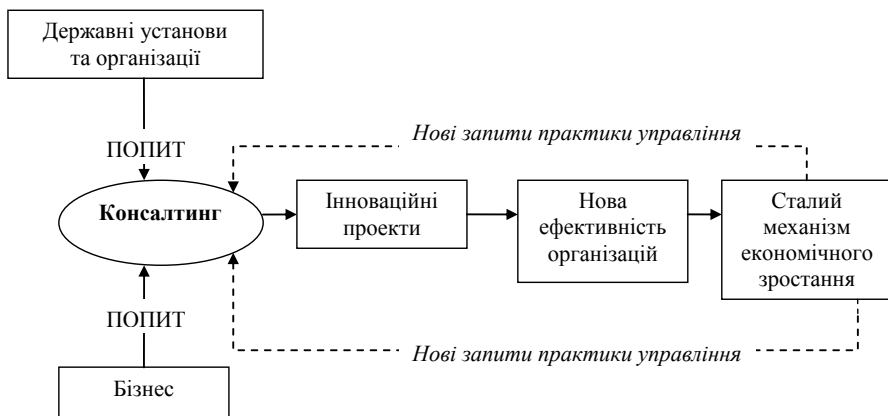 Державні установи
та організації
ПОПИТ
Нові запити практики управління
Консалтинг
Інноваційні
проекти
Нова
ефективність
організацій
Сталий
механізм
економічного
зростання
ПОПИТ
Нові запити практики управління
Бізнес